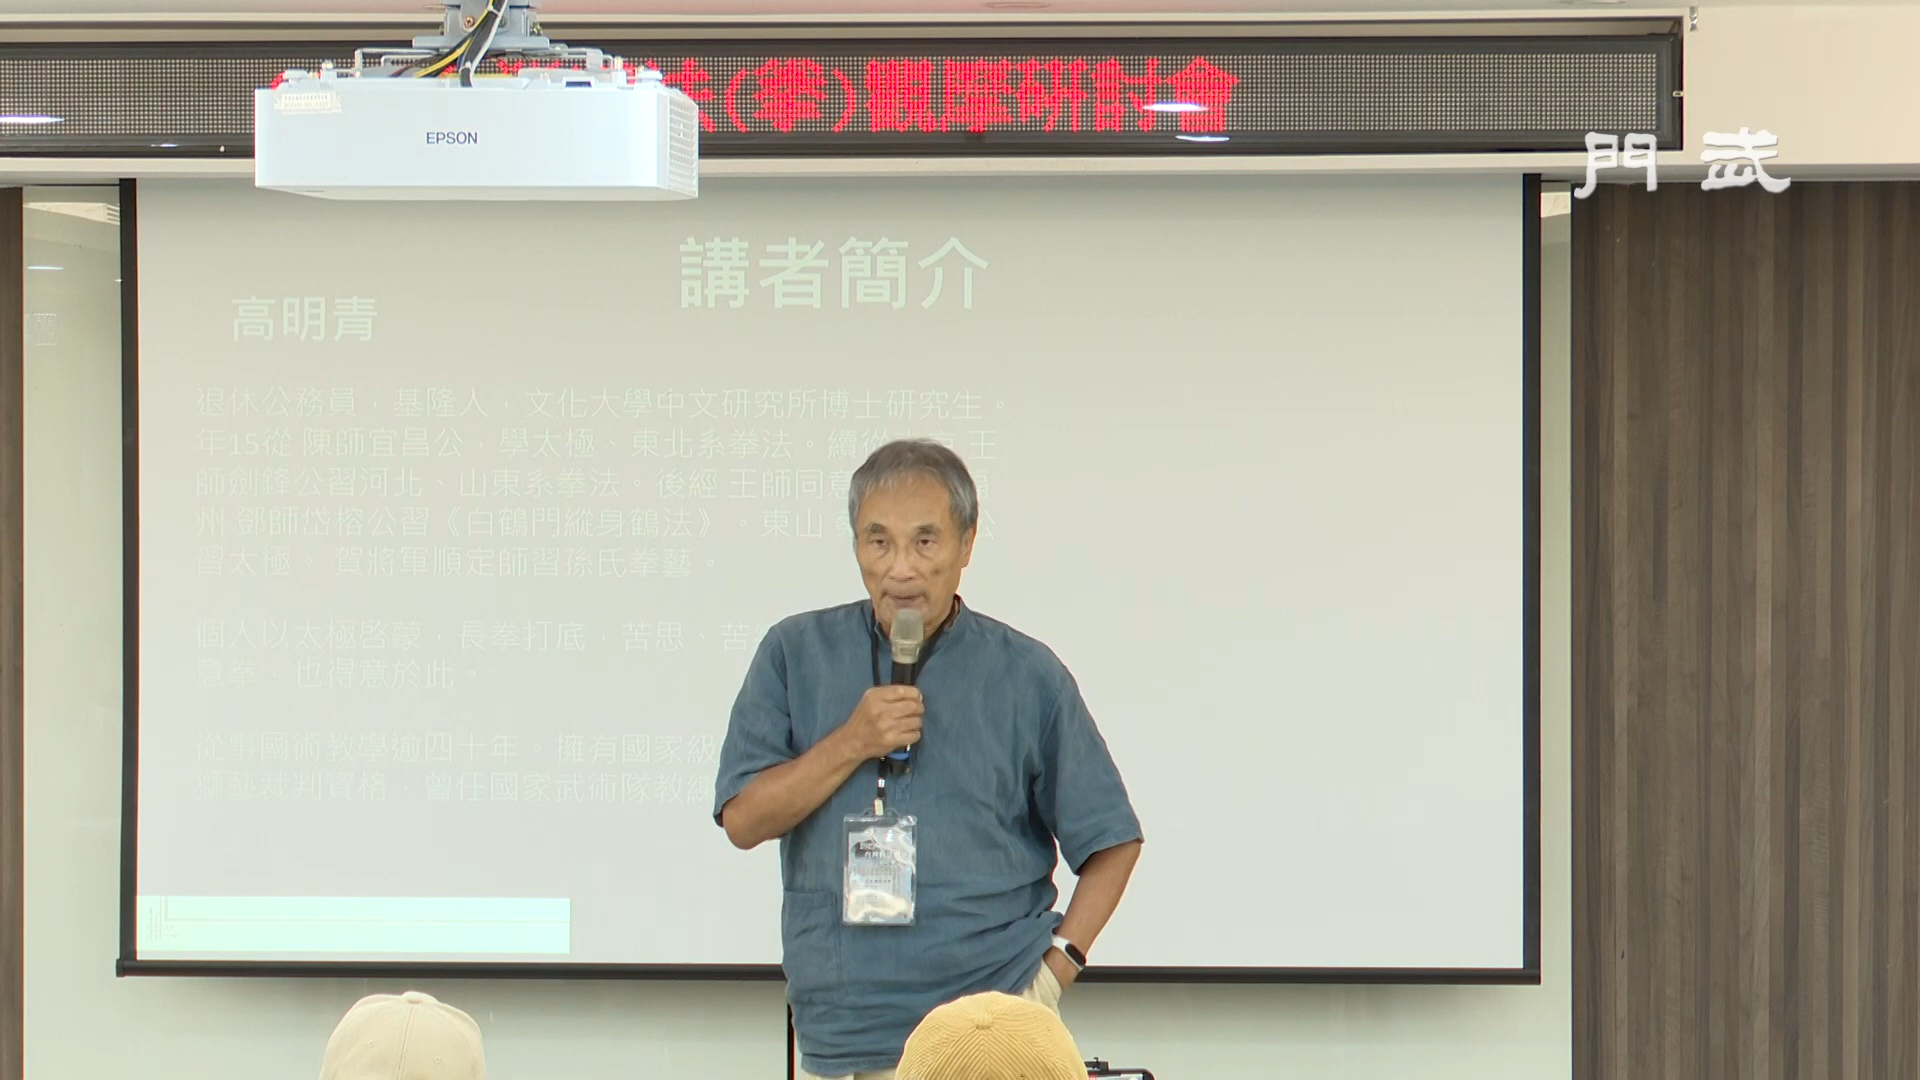 法(拳)觀摩研討會
EPSON
門 武
講者簡介
高明青
退休公務員，基隆人，文化大學中文研究所博士研究生。
年15從 陳師宜昌公，學太極、東北系拳法。續從 王
師劍鋒公習河北、山東系拳法。後經 王師同意
州 鄧師岱榕公習《白鶴門縱身鶴法》。東山 公
習太極。 賀將軍順定師習孫氏拳藝。
個人以太極啓蒙，長拳打底，苦思、苦
意拳，也得意於此。
從事國術教學逾四十年。擁有國家級
獅藝裁判資格，曾任國家武術隊教練